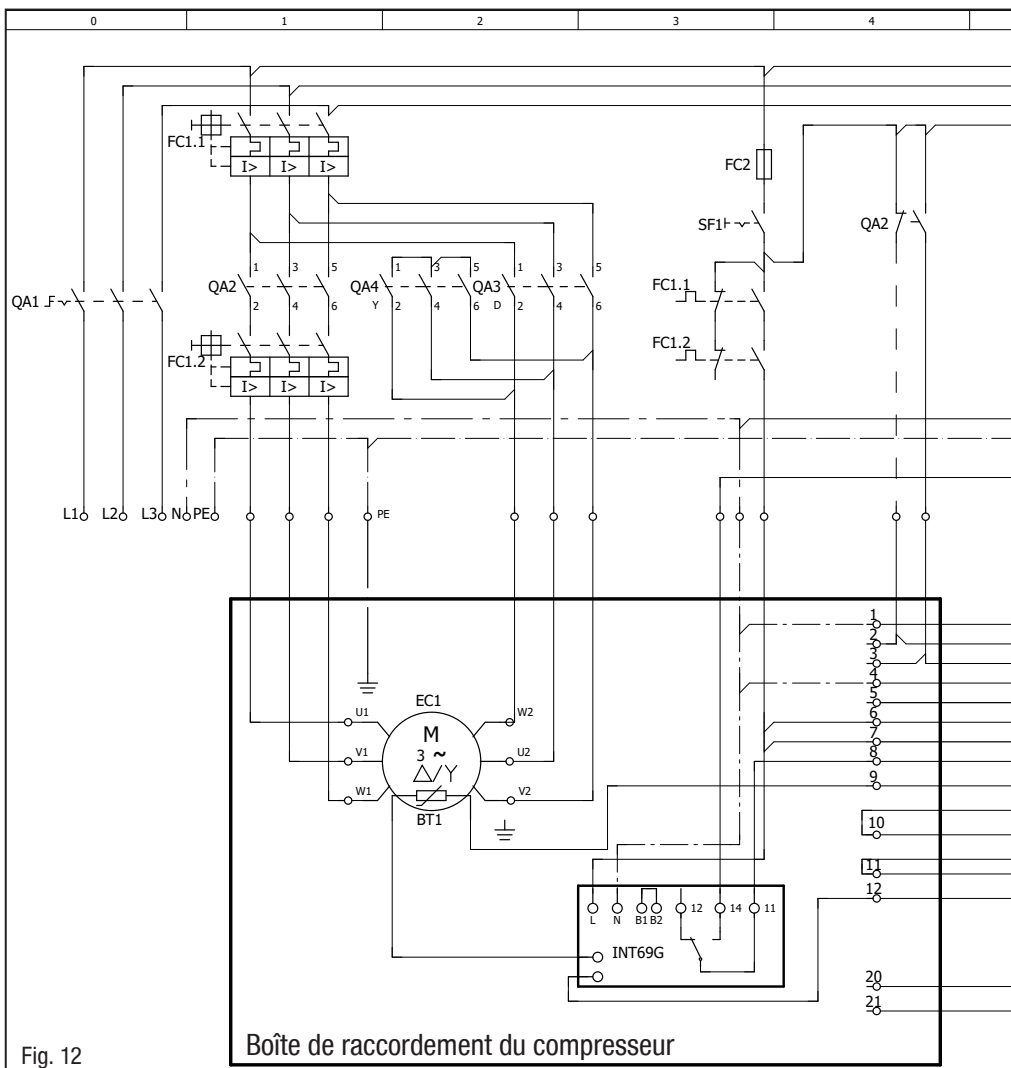 0 1 2 3 4
FC1.1
I> I> I>
FC2
SF1
QA2
QA1
QA2
1 3 5
2 4 6
QA4
1 3 5
Y 2 4 6
QA3
1 3 5
D 2 4 6
FC1.1
FC1.2
FC1.2
I> I> I>
L1 L2 L3 N PE
PE
1
2
3
4
5
6
7
8
9
10
11
12
20
21
EC1
U1
V1
W1
M
3 ~
△/Y
BT1
W2
U2
V2
L N B1 B2 12 14 11
INT69G
Boîte de raccordement du compresseur
Fig. 12